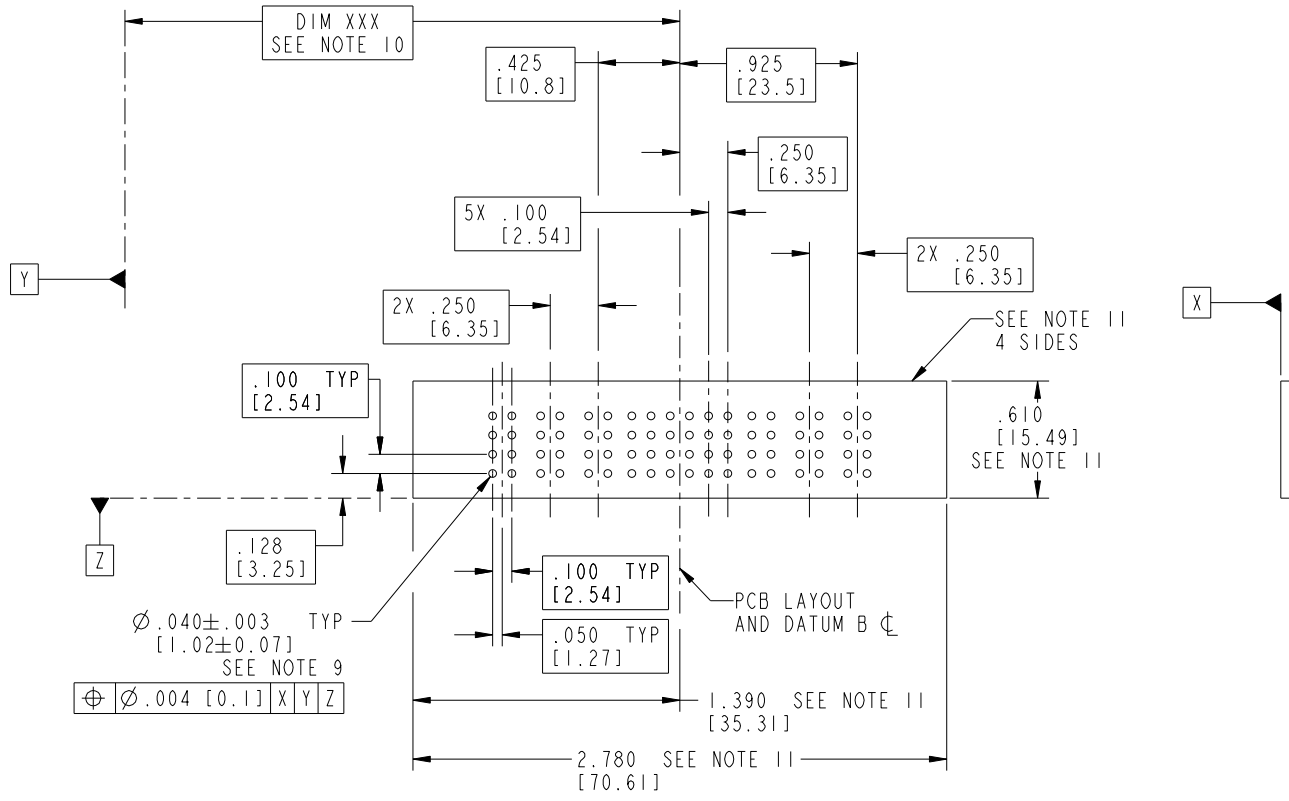 DIM XXX
SEE NOTE 10
.425
[10.8]
.925
[23.5]
.250
[6.35]
5X .100
[2.54]
2X .250
[6.35]
Y
X
2X .250
[6.35]
SEE NOTE 11
4 SIDES
.100 TYP
[2.54]
.610
[15.49]
SEE NOTE 11
Z
.128
[3.25]
.100 TYP
[2.54]
PCB LAYOUT
AND DATUM B ℄
Ø.040±.003 TYP
[1.02±0.07]
SEE NOTE 9
.050 TYP
[1.27]
⌖ Ø.004 [0.1] X Y Z
1.390 SEE NOTE 11
[35.31]
2.780 SEE NOTE 11
[70.61]